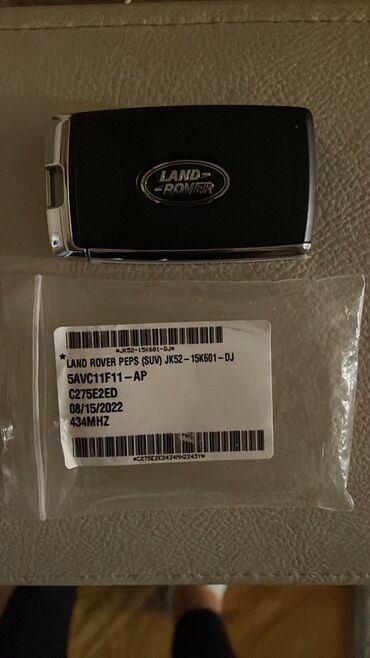 LAND-
-ROVER
*JK52-15K601-DJ*
* LAND ROVER PEPS (SUV) JK52-15K601-DJ
5AVC11F11-AP
C275E2ED
08/15/2022
434MHZ
*C275E2ED434MHZ243Y*